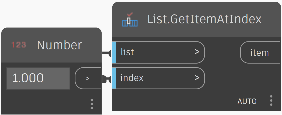 123 Number
1.000 >
List.GetItemAtIndex
list > item
index >
AUTO